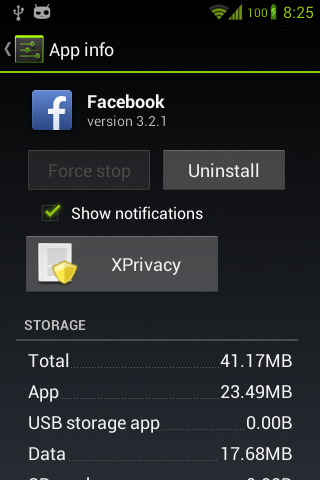 100 8:25
App info
Facebook
version 3.2.1
Force stop Uninstall
Show notifications
XPrivacy
STORAGE
Total 41.17MB
App 23.49MB
USB storage app 0.00B
Data 17.68MB